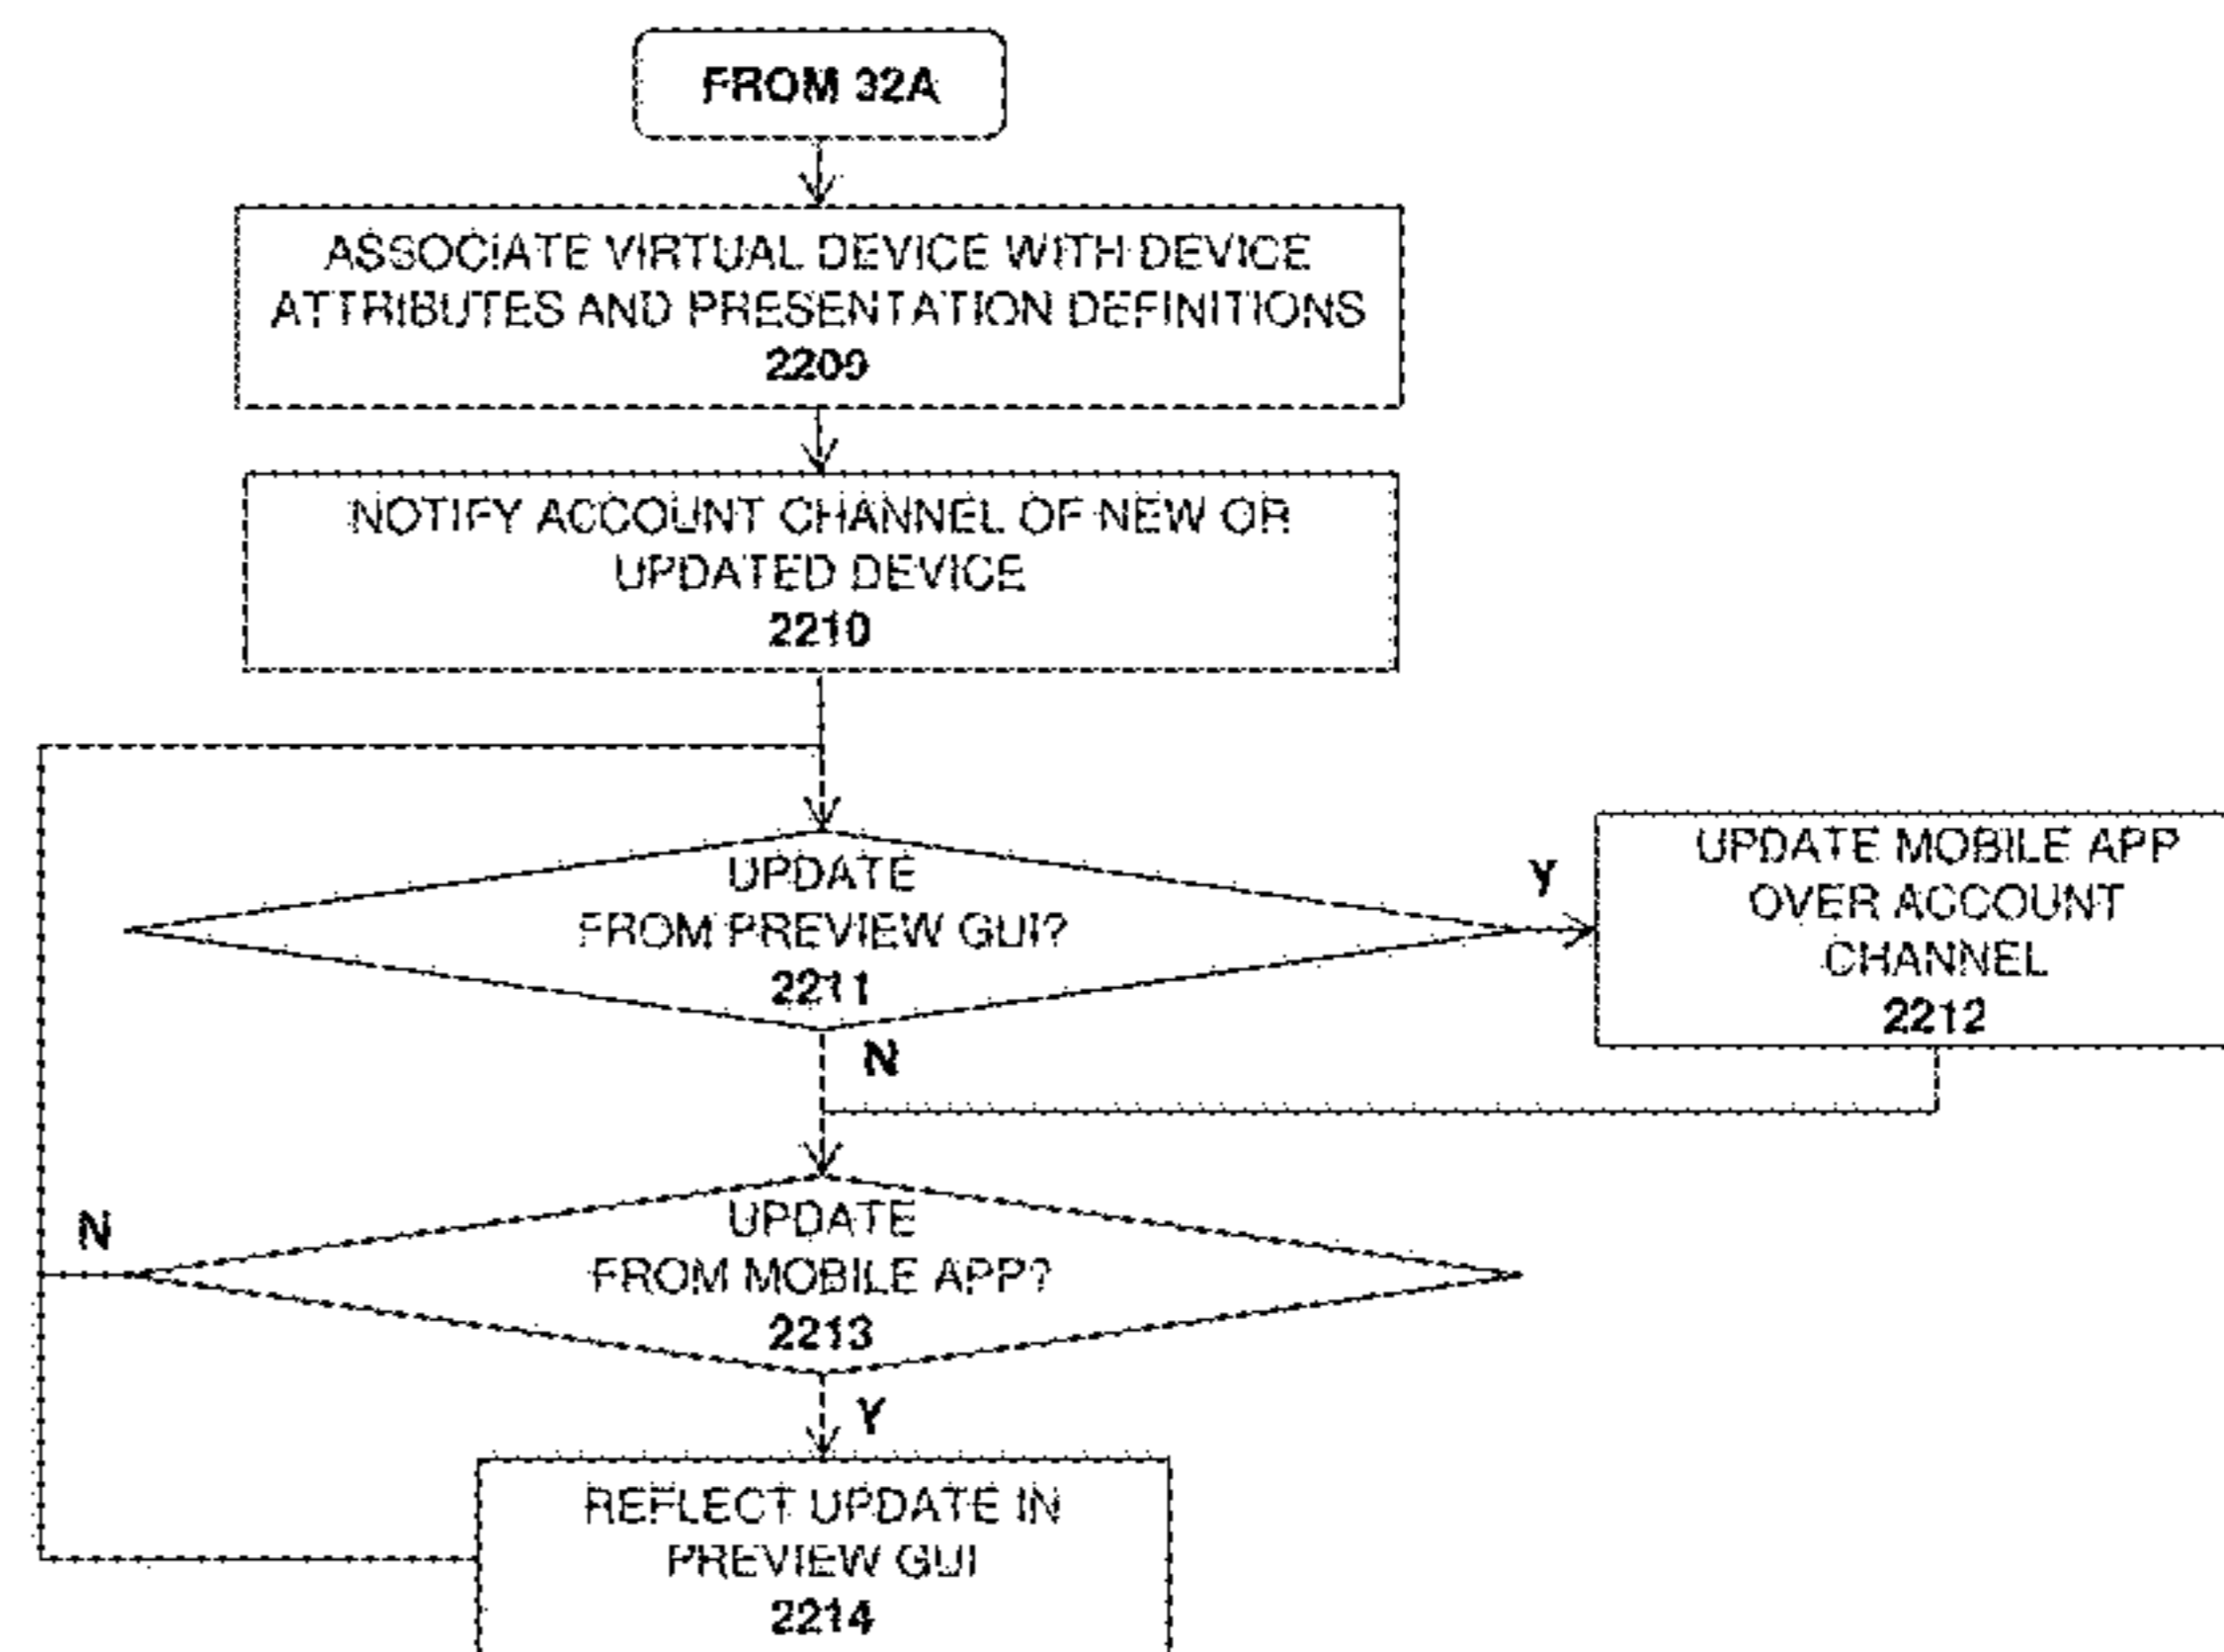 FROM 32A
ASSOCIATE VIRTUAL DEVICE WITH DEVICE
ATTRIBUTES AND PRESENTATION DEFINITIONS
2209
NOTIFY ACCOUNT CHANNEL OF NEW OR
UPDATED DEVICE
2210
UPDATE
FROM PREVIEW GUI?
2211
Y
UPDATE MOBILE APP
OVER ACCOUNT
CHANNEL
2212
N
UPDATE
FROM MOBILE APP?
2213
N
Y
REFLECT UPDATE IN
PREVIEW GUI
2214